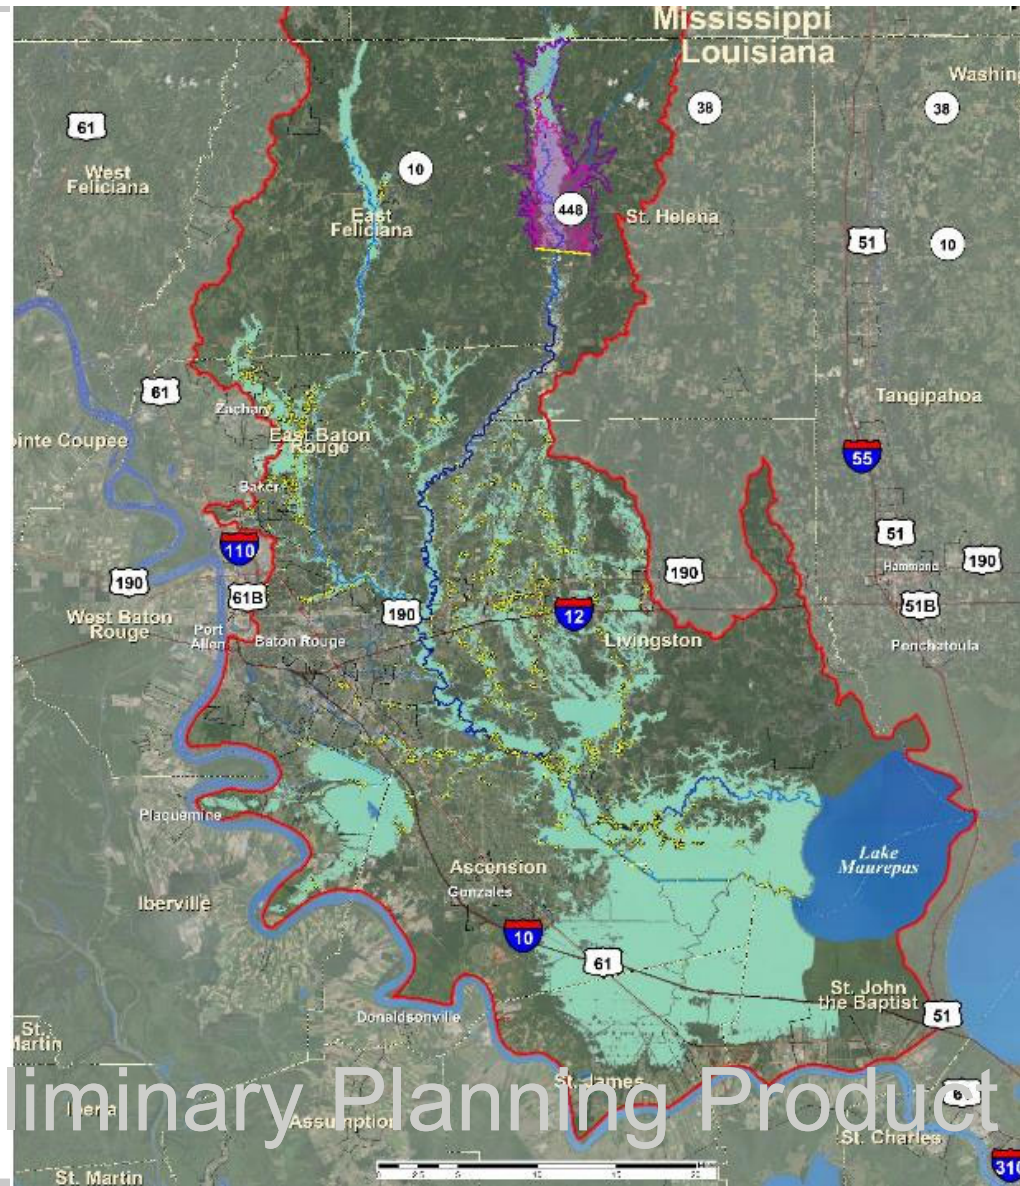 Mississippi
Louisiana
Washin
38
38
61
West
Feliciana
10
East
Feliciana
448
St. Helena
51
10
61
Zachary
Tangipahoa
ointe Coupee
East Baton
Rouge
55
Baker
51
110
190
190
Hammond
190
61B
190
12
51B
West Baton
Rouge
Port
Allen
Baton Rouge
Livingston
Ponchatoula
Plaquemine
Lake
Maurepas
Ascension
Gonzales
Iberville
10
61
St. John
the Baptist
51
Donaldsonville
St.
Martin
St. James
liminary Planning Product
Iberia
Assumption
6
St. Charles
310
St. Martin